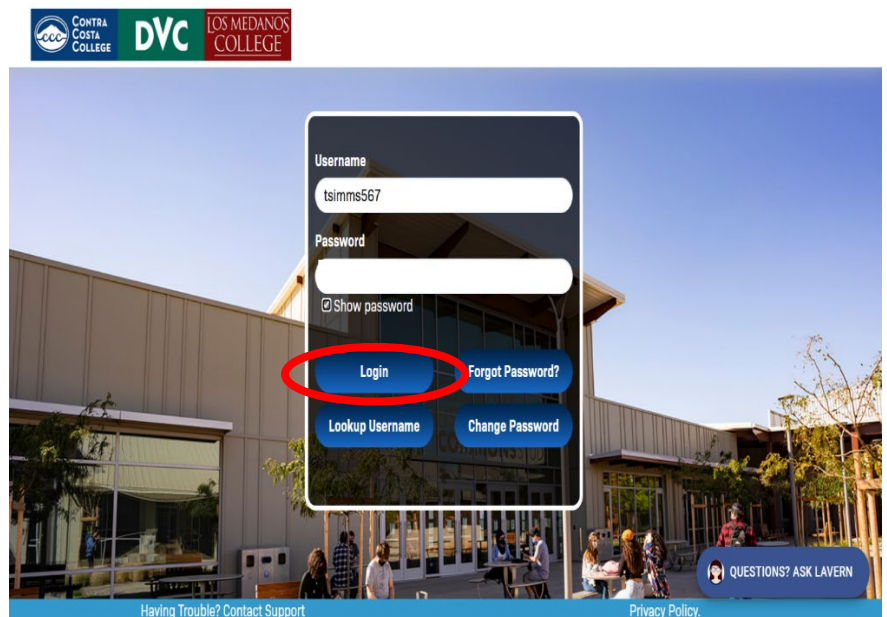 CONTRA
COSTA
COLLEGE
DVC
LOS MEDANOS
COLLEGE
Username
tsimms567
Password
Show password
Login
Forgot Password?
Lookup Username
Change Password
QUESTIONS? ASK LAVERN
Having Trouble? Contact Support
Privacy Policy.